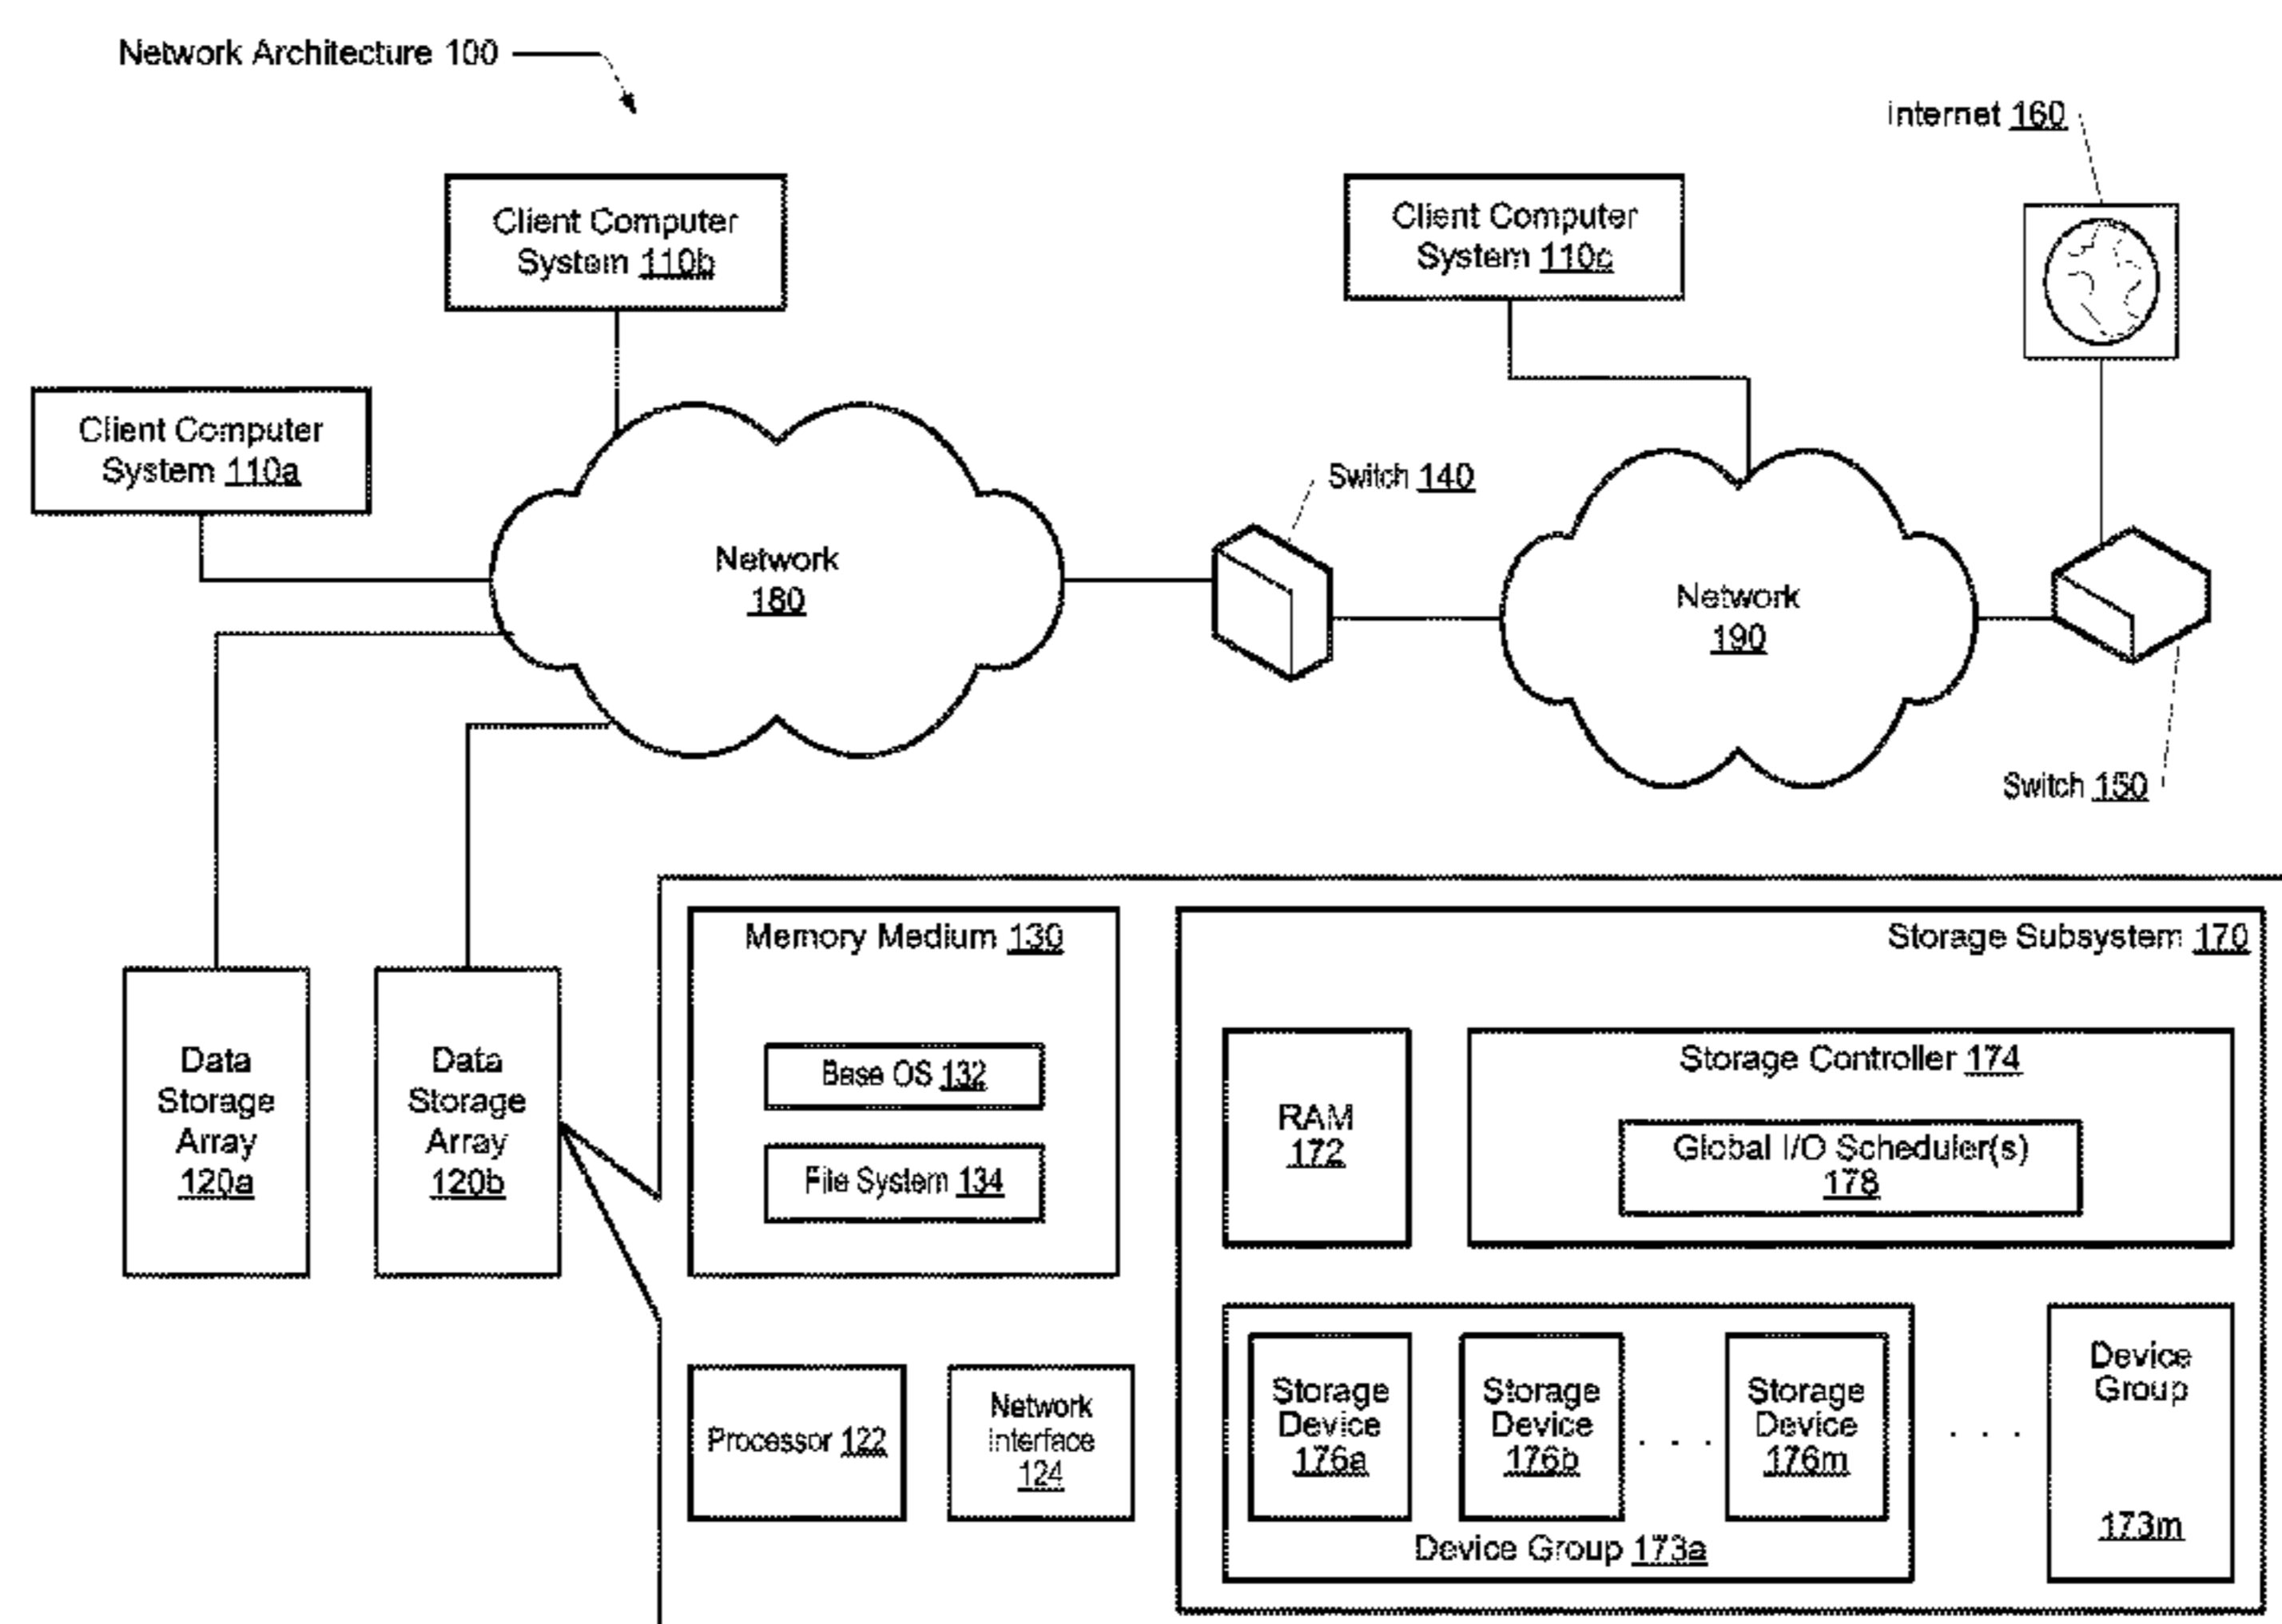 Network Architecture 100
Internet 160
Client Computer
System 110b
Client Computer
System 110c
Client Computer
System 110a
Switch 140
Network
180
Network
190
Switch 150
Memory Medium 130
Storage Subsystem 170
Data
Storage
Array
120a
Data
Storage
Array
120b
Base OS 132
File System 134
RAM
172
Storage Controller 174
Global I/O Scheduler(s)
178
Processor 122
Network
Interface
124
Storage
Device
176a
Storage
Device
176b
. . .
Storage
Device
176m
Device Group 173a
. . .
Device
Group
173m